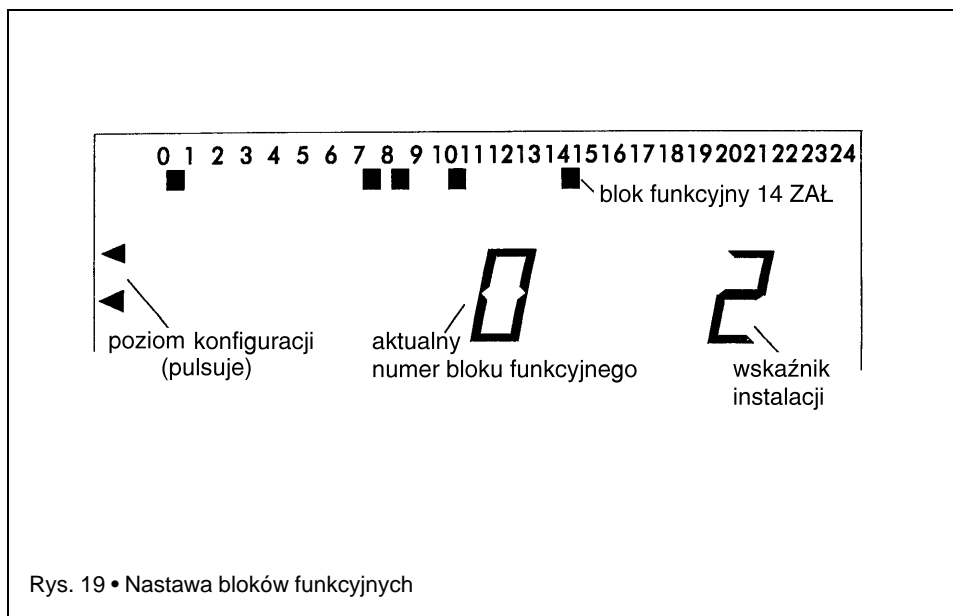 0 1 2 3 4 5 6 7 8 9 10 11 12 13 14 15 16 17 18 19 20 21 22 23 24
blok funkcyjny 14 ZAŁ
0 2
poziom konfiguracji
(pulsuje)
aktualny
numer bloku funkcyjnego
wskaźnik
instalacji
Rys. 19 • Nastawa bloków funkcyjnych